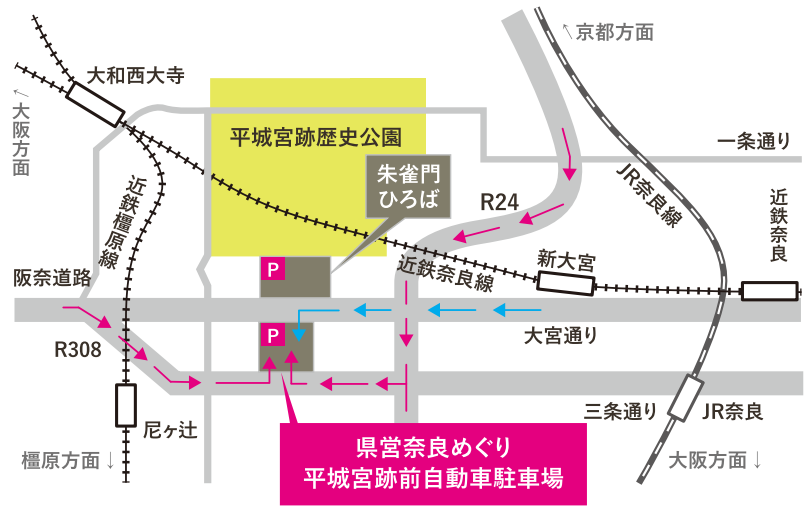 ↑京都方面
大和西大寺
←大阪方面
平城宮跡歴史公園
一条通り
朱雀門
ひろば
近鉄橿原線
JR奈良線
R24
近鉄奈良
阪奈道路
P
近鉄奈良線
新大宮
大宮通り
P
R308
尼ヶ辻
三条通り
JR奈良
橿原方面↓
大阪方面↓
県営奈良めぐり
平城宮跡前自動車駐車場